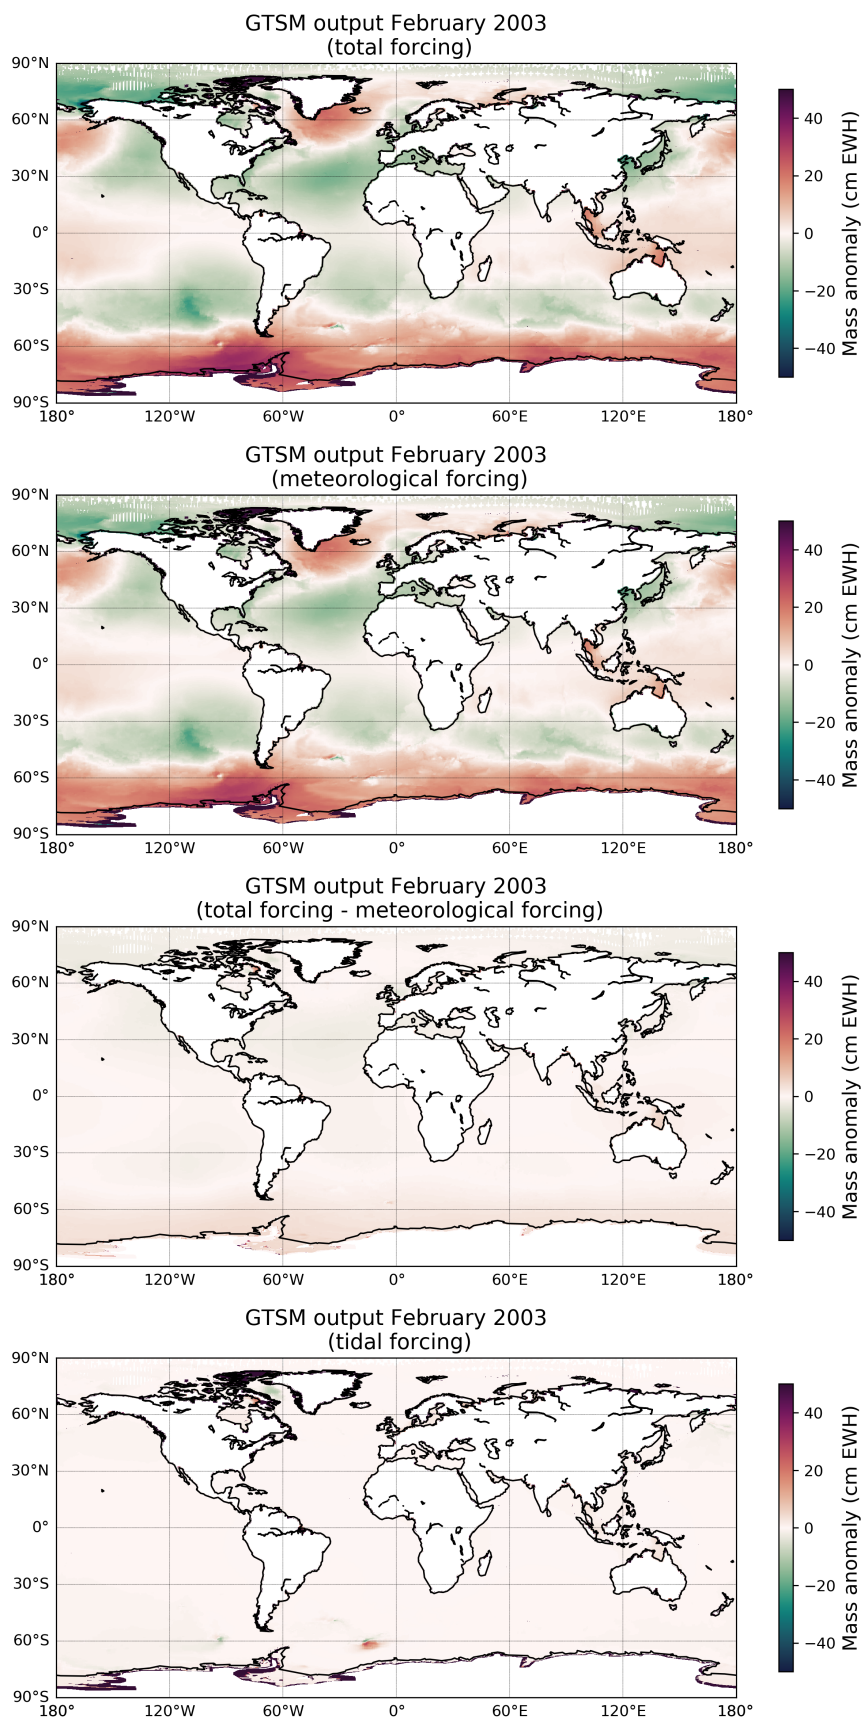 GTSM output February 2003
(total forcing)
90°N
60°N
30°N
0°
30°S
60°S
90°S
180°
120°W
60°W
0°
60°E
120°E
180°
40
20
0
−20
−40
Mass anomaly (cm EWH)
GTSM output February 2003
(meteorological forcing)
90°N
60°N
30°N
0°
30°S
60°S
90°S
180°
120°W
60°W
0°
60°E
120°E
180°
40
20
0
−20
−40
Mass anomaly (cm EWH)
GTSM output February 2003
(total forcing - meteorological forcing)
90°N
60°N
30°N
0°
30°S
60°S
90°S
180°
120°W
60°W
0°
60°E
120°E
180°
40
20
0
−20
−40
Mass anomaly (cm EWH)
GTSM output February 2003
(tidal forcing)
90°N
60°N
30°N
0°
30°S
60°S
90°S
180°
120°W
60°W
0°
60°E
120°E
180°
40
20
0
−20
−40
Mass anomaly (cm EWH)